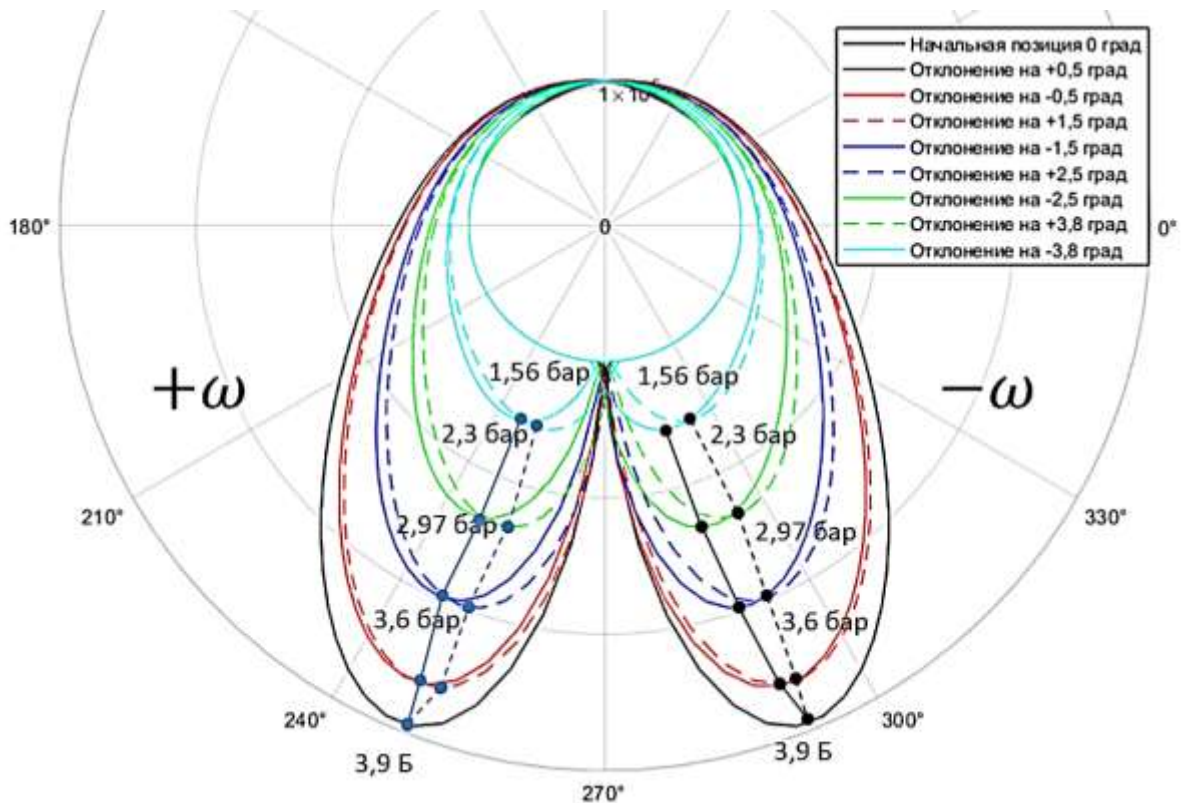 Начальная позиция 0 град
Отклонение на +0,5 град
Отклонение на -0,5 град
Отклонение на +1,5 град
Отклонение на -1,5 град
Отклонение на +2,5 град
Отклонение на -2,5 град
Отклонение на +3,8 град
Отклонение на -3,8 град
1 × 10
180°
0
0°
1,56 бар
1,56 бар
+ω
−ω
2,3 бар
2,3 бар
210°
2,97 бар
2,97 бар
330°
3,6 бар
3,6 бар
240°
300°
3,9 Б
3,9 Б
270°